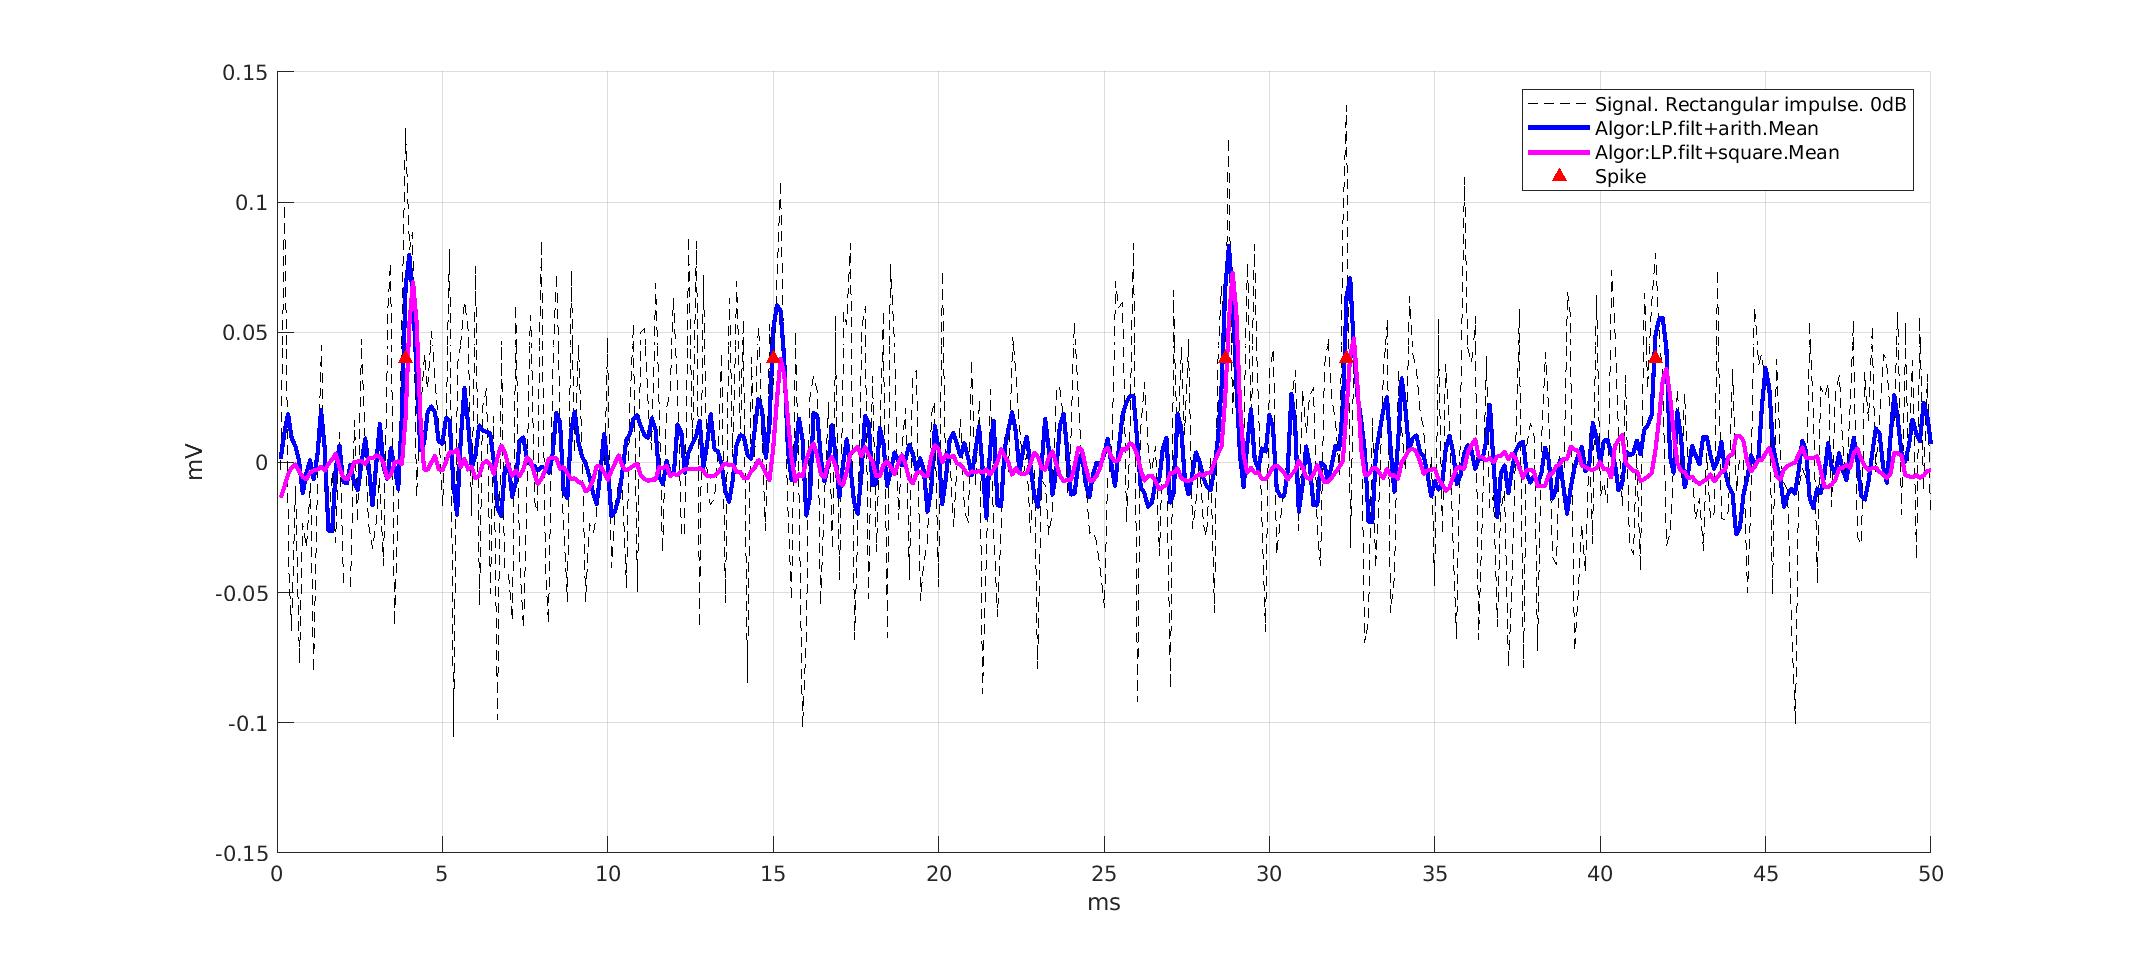 0.15
0.1
0.05
0
-0.05
-0.1
-0.15
mV
0 5 10 15 20 25 30 35 40 45 50
ms
Signal. Rectangular impulse. 0dB
Algor:LP.filt+arith.Mean
Algor:LP.filt+square.Mean
Spike